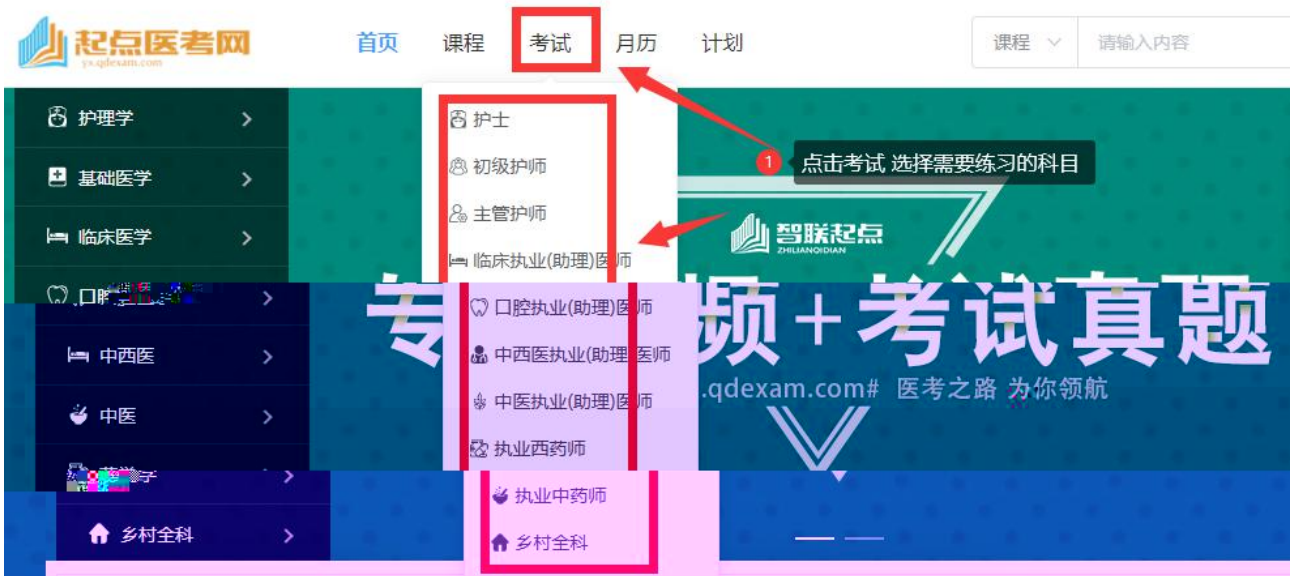 起点医考网
yx.qdexam.com
首页 课程 考试 月历 计划
课程 请输入内容
护理学
基础医学
临床医学
口腔
中西医
中医
药学
乡村全科
护士
初级护师
主管护师
临床执业(助理)医师
口腔执业(助理)医师
中西医执业(助理)医师
中医执业(助理)医师
执业西药师
执业中药师
乡村全科
1 点击考试 选择需要练习的科目
智联起点
ZHILIANQIDIAN
专 频+考试真题
.qdexam.com# 医考之路 为你领航